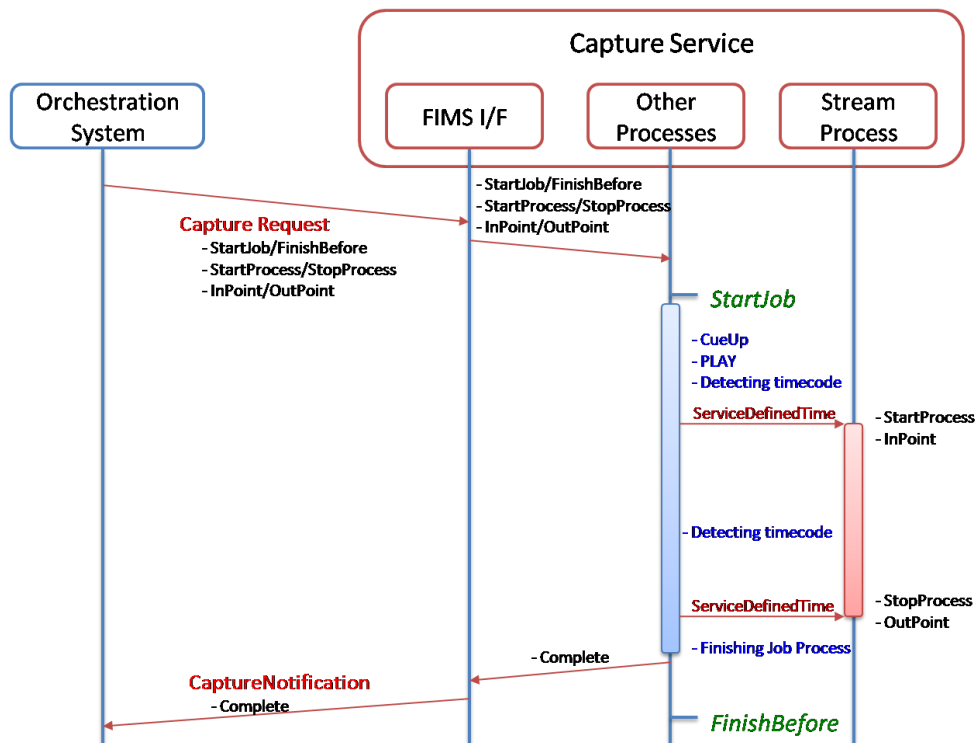 Capture Service
Orchestration
System
FIMS I/F
Other
Processes
Stream
Process
- StartJob/FinishBefore
- StartProcess/StopProcess
- InPoint/OutPoint
Capture Request
- StartJob/FinishBefore
- StartProcess/StopProcess
- InPoint/OutPoint
StartJob
- CueUp
- PLAY
- Detecting timecode
ServiceDefinedTime
- StartProcess
- InPoint
- Detecting timecode
ServiceDefinedTime
- StopProcess
- OutPoint
- Finishing Job Process
- Complete
CaptureNotification
- Complete
FinishBefore